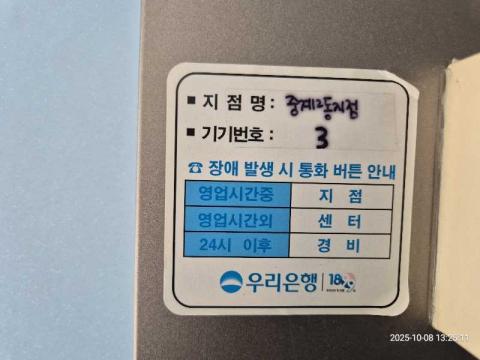 ■ 지 점 명 : 중계2동지점
■ 기기번호 : 3
☎ 장애 발생 시 통화 버튼 안내
영업시간중 지 점
영업시간외 센 터
24시 이후 경 비
우리은행
2025-10-08 13:25:11